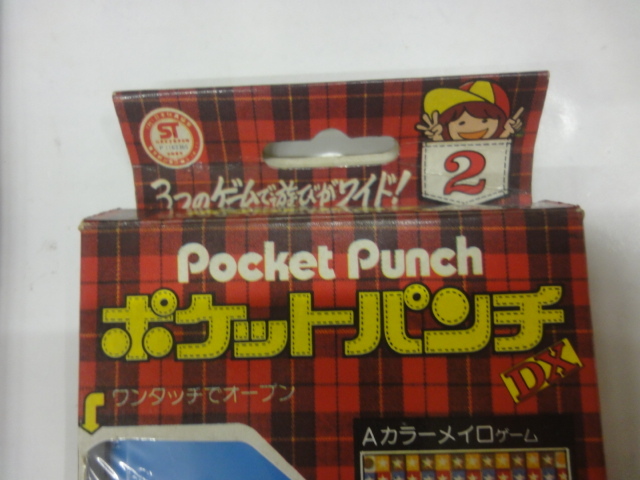 ST
3つのゲームで遊びがワイド!
2
Pocket Punch
ポケットパンチ
DX
ワンタッチでオープン
Aカラーメイロゲーム